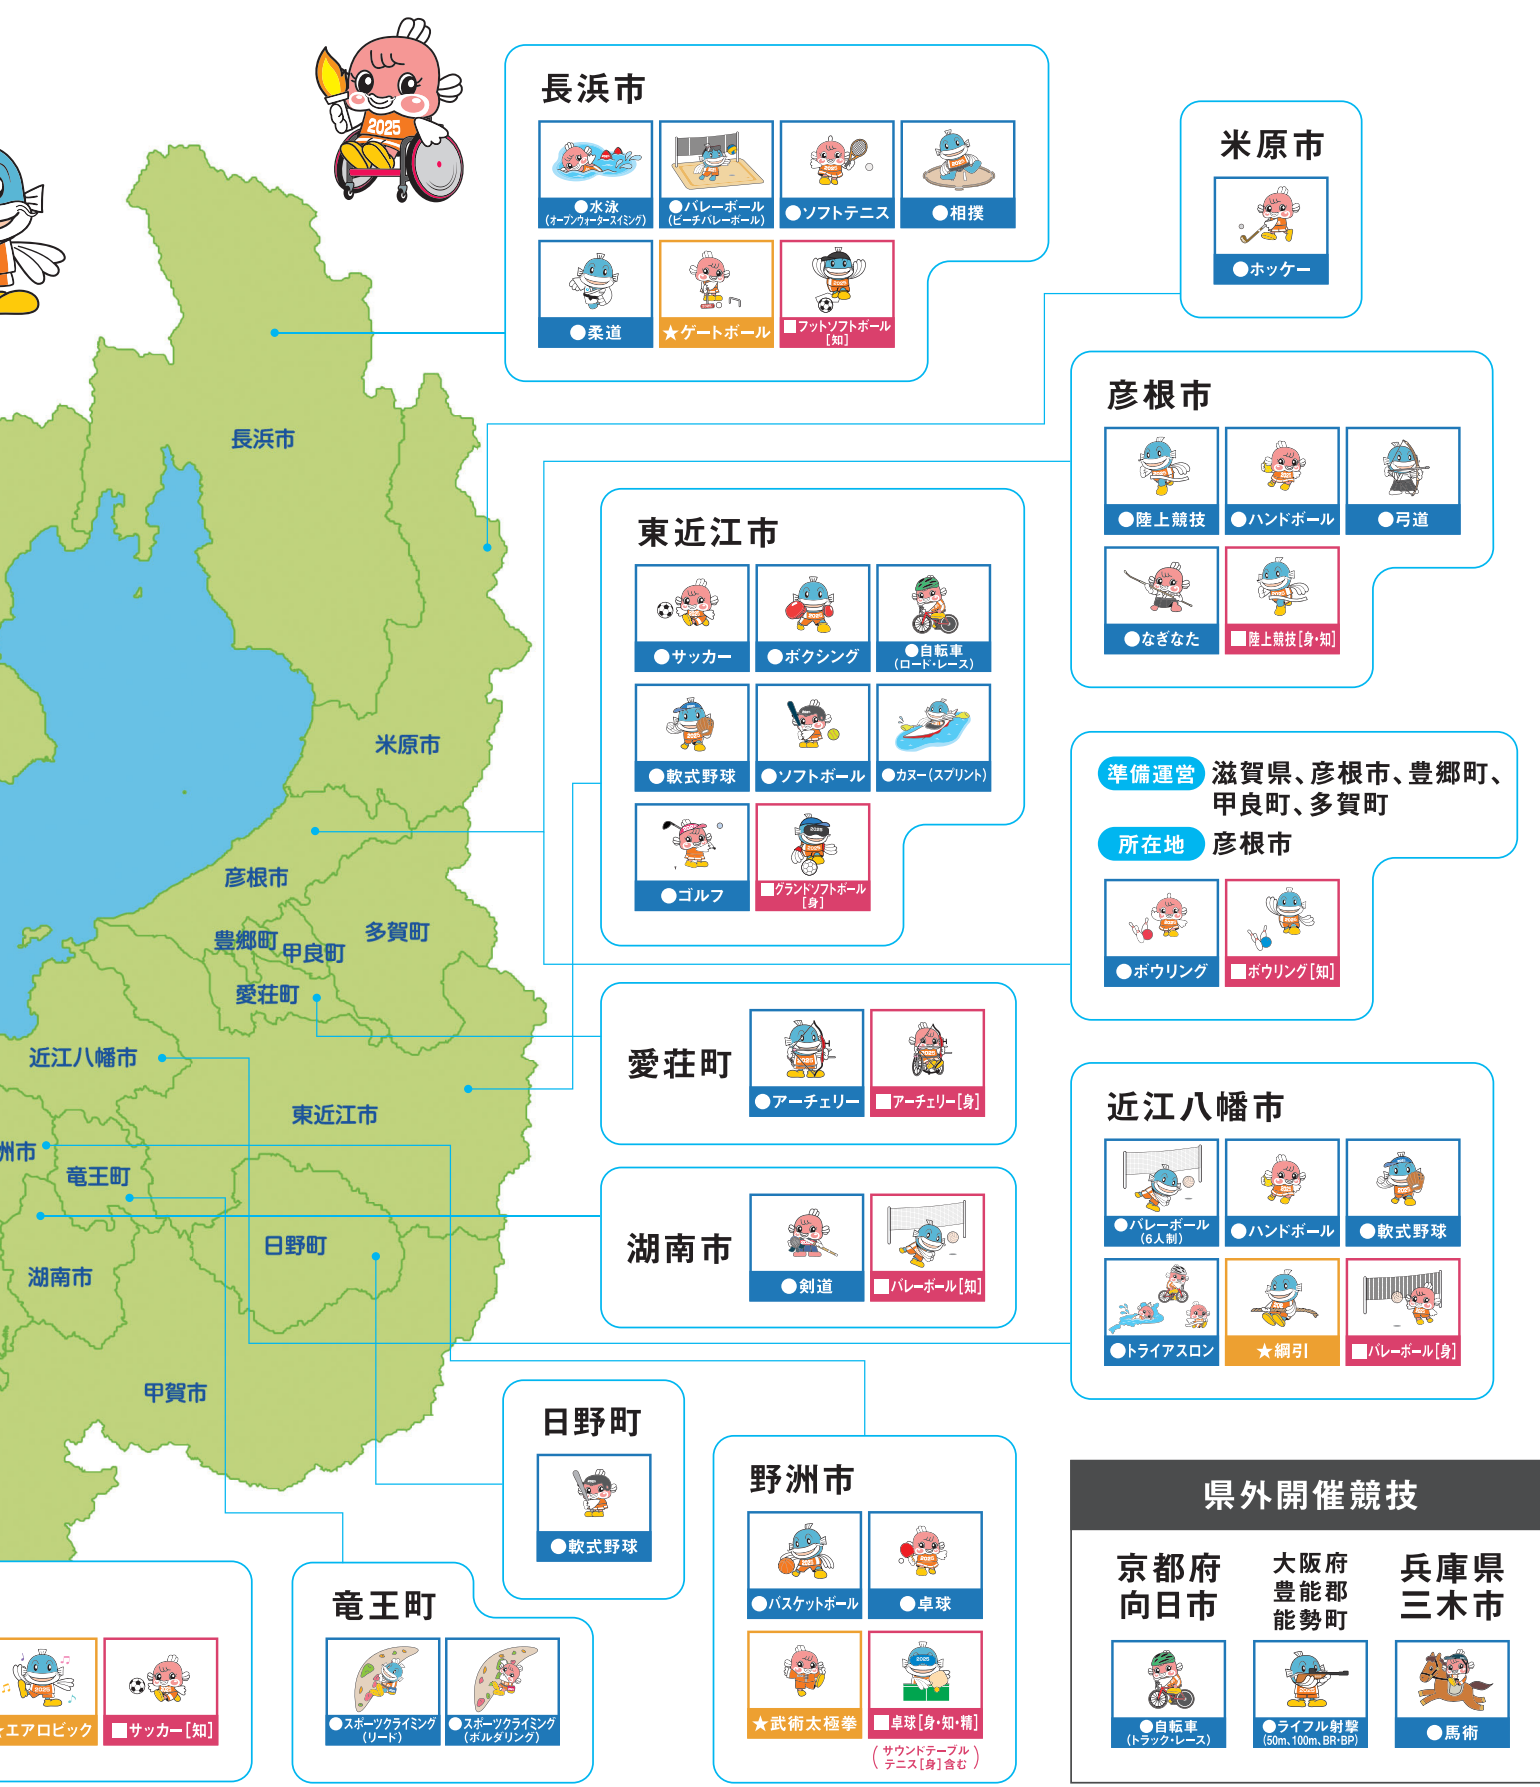 長浜市
●水泳
(オープンウォータースイミング)
●バレーボール
(ビーチバレーボール)
●ソフトテニス
●相撲
●柔道
★ゲートボール
■フットソフトボール
[知]
米原市
●ホッケー
彦根市
●陸上競技
●ハンドボール
●弓道
●なぎなた
■陸上競技[身・知]
東近江市
●サッカー
●ボクシング
●自転車
(ロード・レース)
●軟式野球
●ソフトボール
●カヌー(スプリント)
●ゴルフ
■グランドソフトボール
[身]
準備運営 滋賀県、彦根市、豊郷町、
甲良町、多賀町
所在地 彦根市
●ボウリング
■ボウリング[知]
愛荘町
●アーチェリー
■アーチェリー[身]
湖南市
●剣道
■バレーボール[知]
近江八幡市
●バレーボール
(6人制)
●ハンドボール
●軟式野球
●トライアスロン
★綱引
■バレーボール[身]
日野町
●軟式野球
野洲市
●バスケットボール
●卓球
★武術太極拳
■卓球[身・知・精]
(サウンドテーブル
テニス[身]含む)
竜王町
●スポーツクライミング
(リード)
●スポーツクライミング
(ボルダリング)
★エアロビック
■サッカー[知]
県外開催競技
京都府
向日市
●自転車
(トラック・レース)
大阪府
豊能郡
能勢町
●ライフル射撃
(50m、100m、BR・BP)
兵庫県
三木市
●馬術
長浜市
米原市
彦根市
豊郷町
甲良町
多賀町
愛荘町
近江八幡市
東近江市
洲市
竜王町
日野町
湖南市
甲賀市
2025